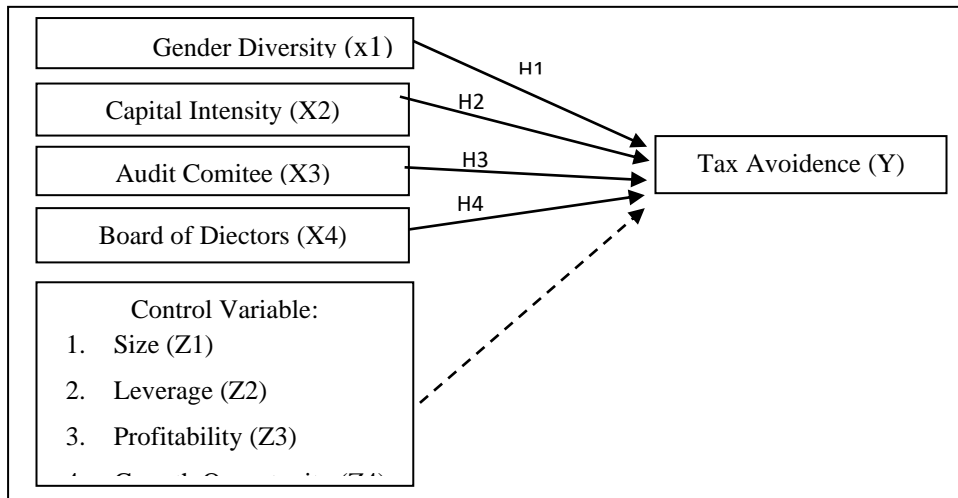 Gender Diversity (x1)
H1
Capital Intensity (X2)
H2
Audit Comitee (X3)
H3
Tax Avoidence (Y)
Board of Diectors (X4)
H4
Control Variable:
1. Size (Z1)
2. Leverage (Z2)
3. Profitability (Z3)